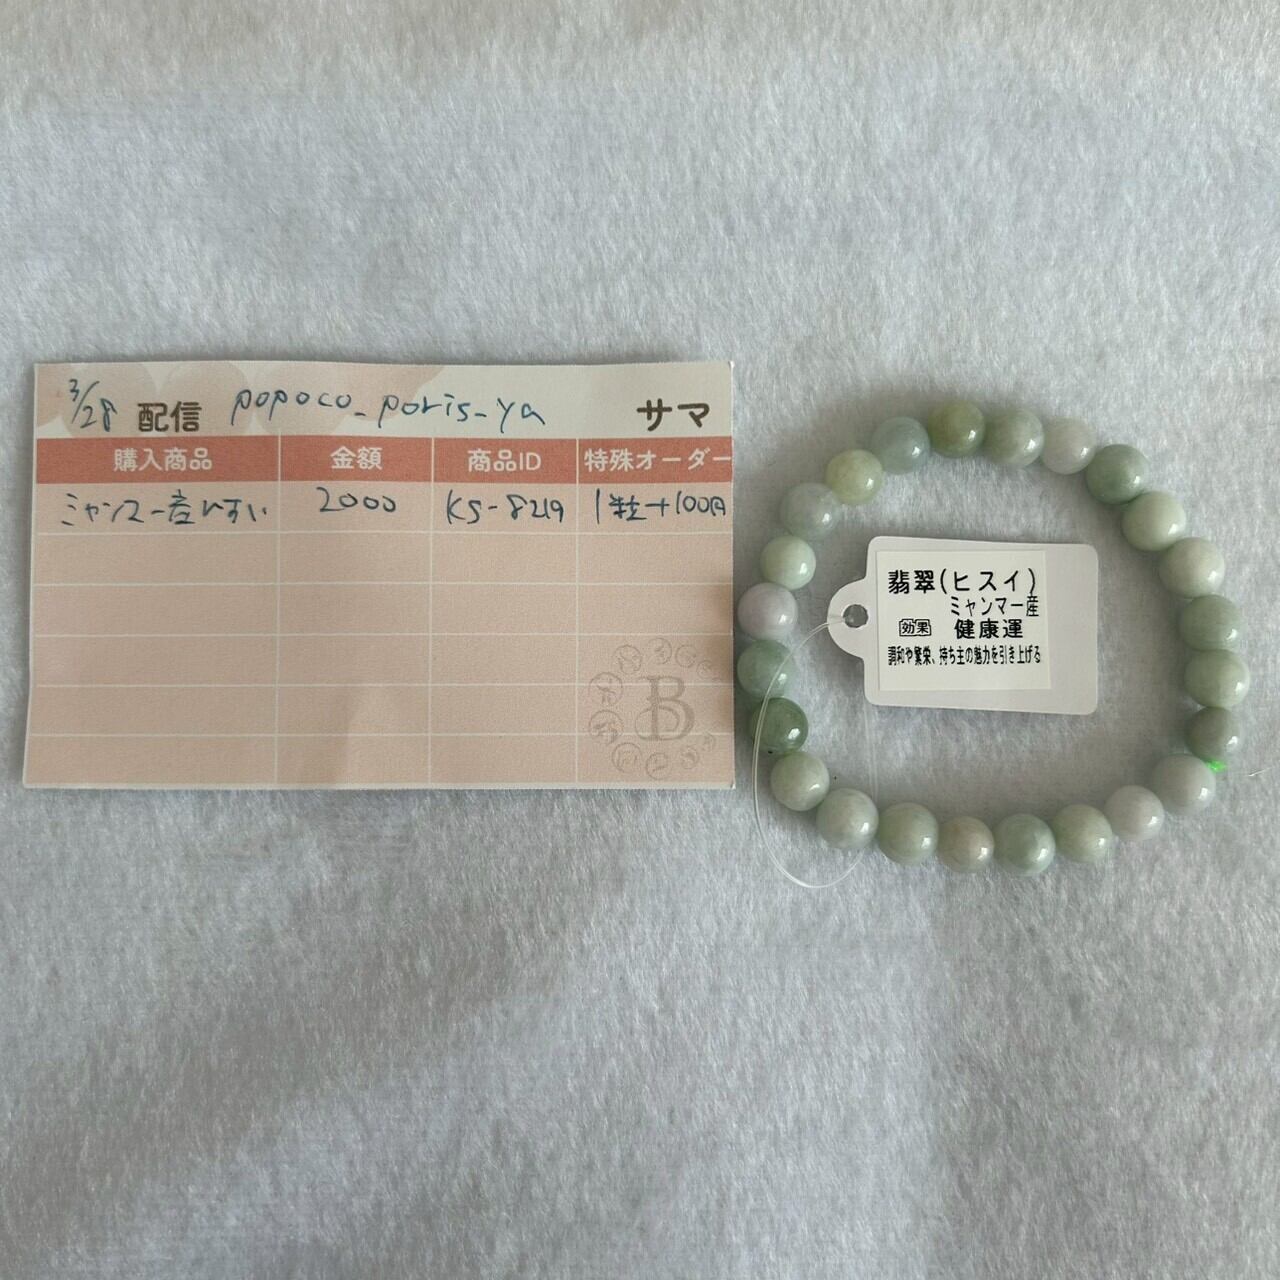 3/28 配信 popoco_poris_ya サマ
購入商品 金額 商品ID 特殊オーダー
ミャンマー産ひすい 2000 KS-8219 1粒+100円
B
翡翠(ヒスイ)
ミャンマー産
効果 健康運
調和や繁栄、持ち主の魅力を引き上げる